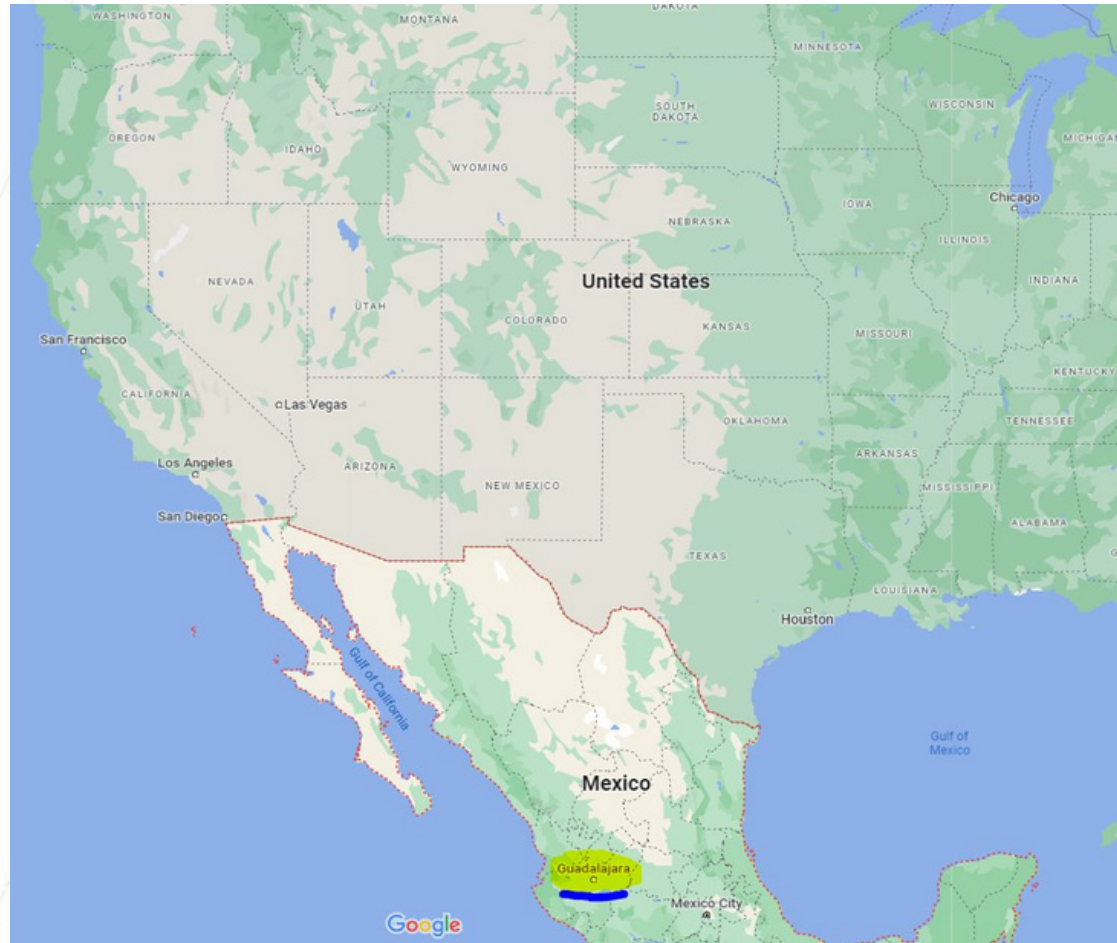 WASHINGTON
MONTANA
DAKOTA
MINNESOTA
OREGON
IDAHO
SOUTH
DAKOTA
WISCONSIN
MICHIGAN
WYOMING
Chicago
NEBRASKA
IOWA
ILLINOIS
INDIANA
NEVADA
UTAH
United States
COLORADO
KANSAS
MISSOURI
San Francisco
KENTUCKY
CALIFORNIA
Las Vegas
OKLAHOMA
TENNESSEE
Los Angeles
ARIZONA
NEW MEXICO
ARKANSAS
MISSISSIPPI
San Diego
ALABAMA
G
TEXAS
LOUISIANA
Houston
Gulf of California
Gulf of
Mexico
Mexico
Guadalajara
Mexico City
Google